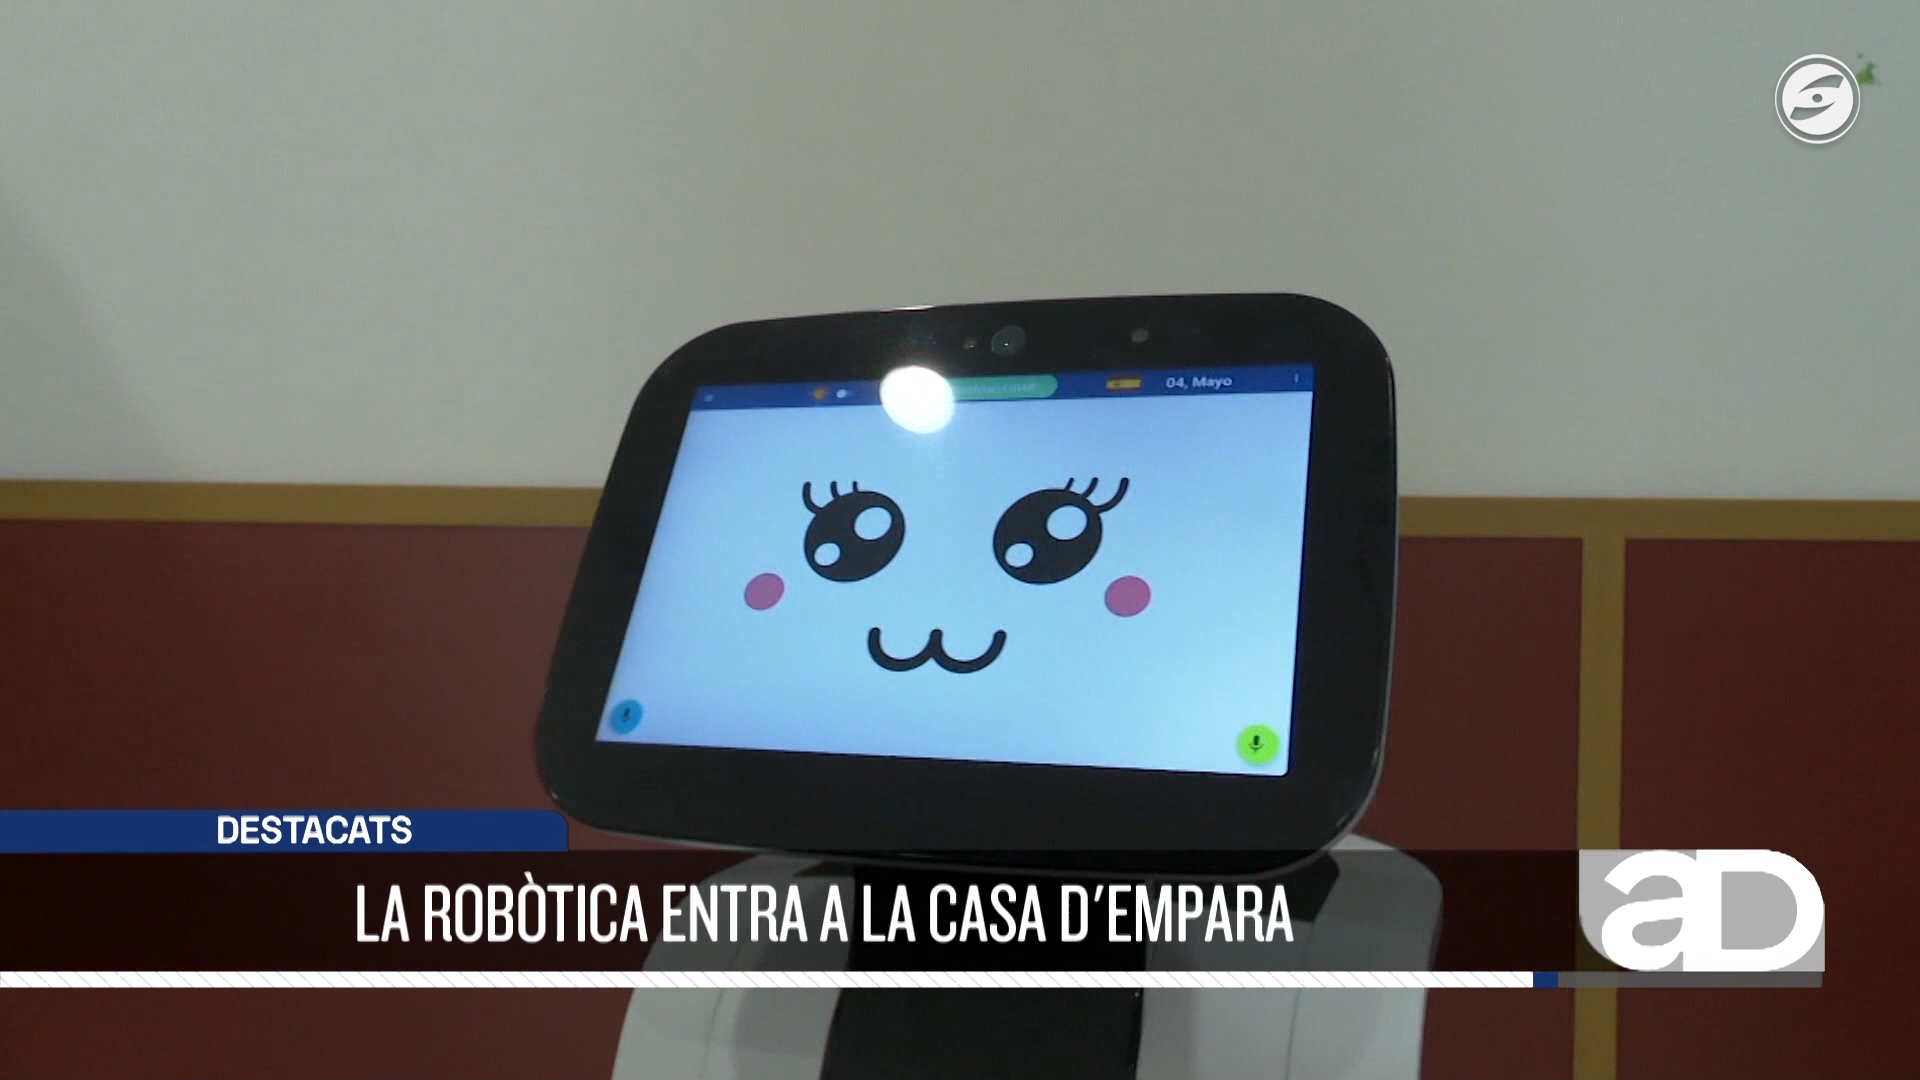 04, Mayo
DESTACATS
LA ROBÒTICA ENTRA A LA CASA D'EMPARA
aD